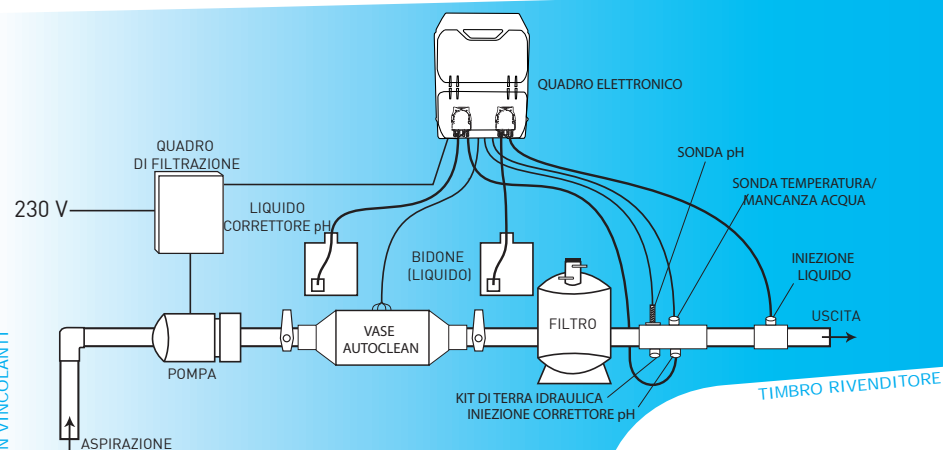 QUADRO ELETTRONICO
QUADRO
DI FILTRAZIONE
SONDA pH
SONDA TEMPERATURA/
MANCANZA ACQUA
230 V
LIQUIDO
CORRETTORE pH
BIDONE
(LIQUIDO)
INIEZIONE
LIQUIDO
USCITA
VASE
AUTOCLEAN
FILTRO
POMPA
KIT DI TERRA IDRAULICA
INIEZIONE CORRETTORE pH
TIMBRO RIVENDITORE
ASPIRAZIONE
N VINCOLANTI